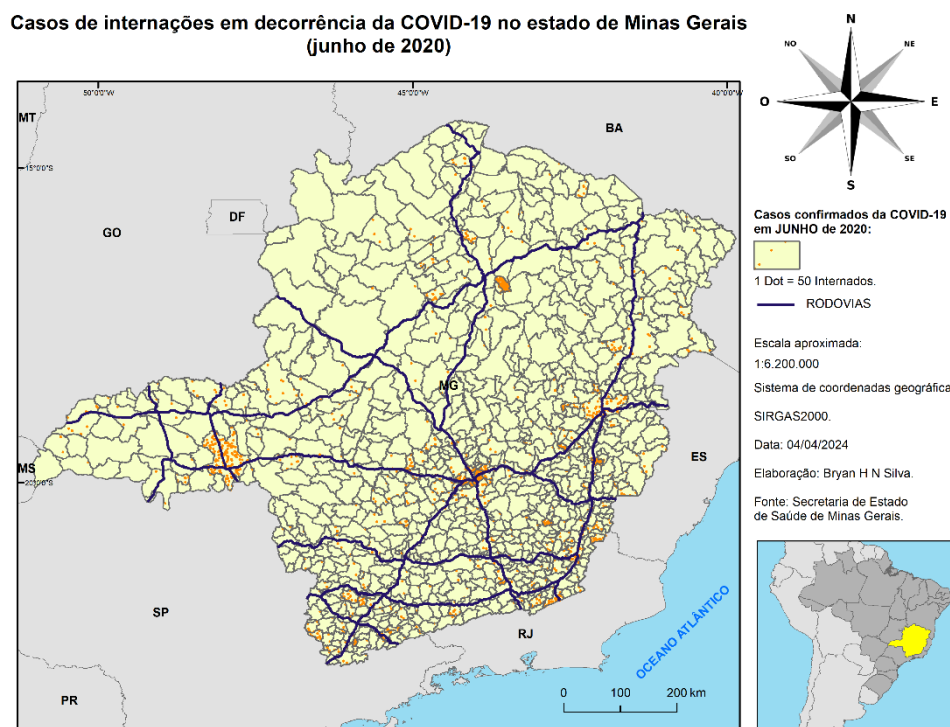 Casos de internações em decorrência da COVID-19 no estado de Minas Gerais
(junho de 2020)
N
NO
NE
O
E
SO
SE
S
50°0'0"W
45°0'0"W
40°0'0"W
MT
BA
15°0'0"S
DF
GO
MG
MS
20°0'0"S
ES
SP
RJ
PR
OCEANO ATLÂNTICO
0
100
200 km
Casos confirmados da COVID-19
em JUNHO de 2020:
1 Dot = 50 Internados.
RODOVIAS
Escala aproximada:
1:6.200.000
Sistema de coordenadas geográfica
SIRGAS2000.
Data: 04/04/2024
Elaboração: Bryan H N Silva.
Fonte: Secretaria de Estado
de Saúde de Minas Gerais.